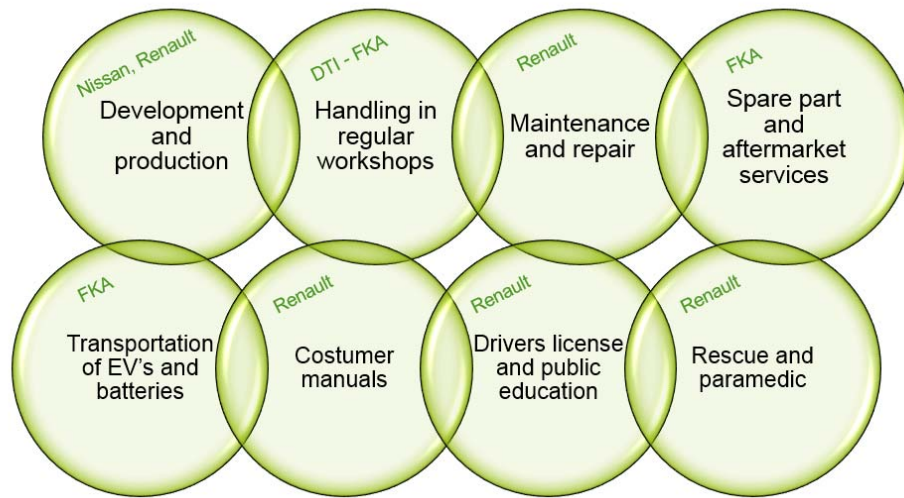 Nissan, Renault
Development
and
production
DTI - FKA
Handling in
regular
workshops
Renault
Maintenance
and repair
FKA
Spare part
and
aftermarket
services
FKA
Transportation
of EV's and
batteries
Renault
Costumer
manuals
Renault
Drivers license
and public
education
Renault
Rescue and
paramedic